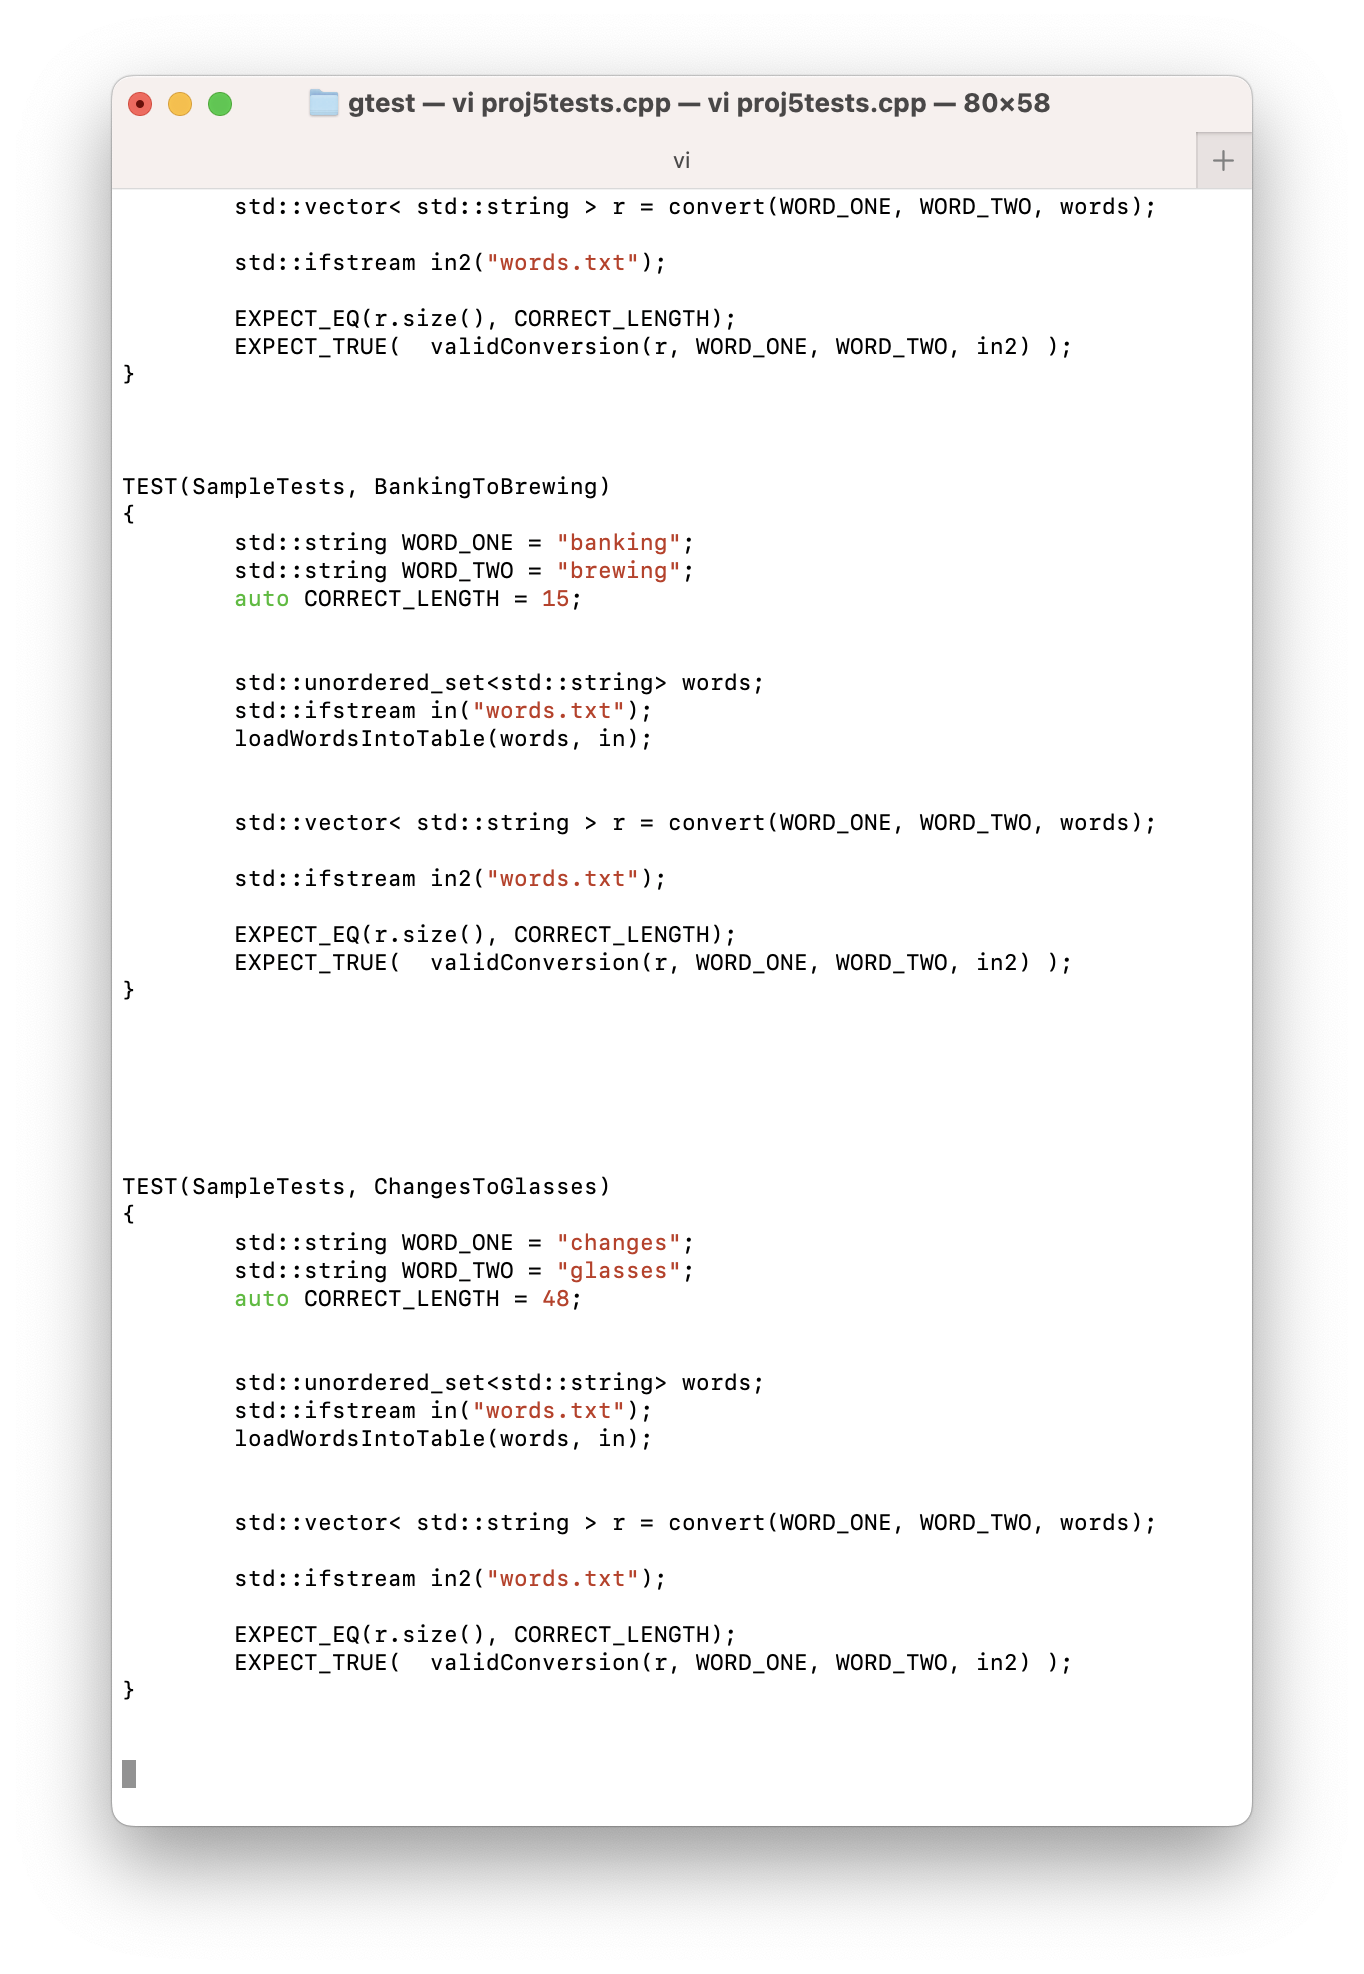 gtest — vi proj5tests.cpp — vi proj5tests.cpp — 80×58
vi
+
std::vector< std::string > r = convert(WORD_ONE, WORD_TWO, words);
std::ifstream in2("words.txt");
EXPECT_EQ(r.size(), CORRECT_LENGTH);
EXPECT_TRUE(  validConversion(r, WORD_ONE, WORD_TWO, in2) );
}
TEST(SampleTests, BankingToBrewing)
{
std::string WORD_ONE = "banking";
std::string WORD_TWO = "brewing";
auto CORRECT_LENGTH = 15;
std::unordered_set<std::string> words;
std::ifstream in("words.txt");
loadWordsIntoTable(words, in);
std::vector< std::string > r = convert(WORD_ONE, WORD_TWO, words);
std::ifstream in2("words.txt");
EXPECT_EQ(r.size(), CORRECT_LENGTH);
EXPECT_TRUE(  validConversion(r, WORD_ONE, WORD_TWO, in2) );
}
TEST(SampleTests, ChangesToGlasses)
{
std::string WORD_ONE = "changes";
std::string WORD_TWO = "glasses";
auto CORRECT_LENGTH = 48;
std::unordered_set<std::string> words;
std::ifstream in("words.txt");
loadWordsIntoTable(words, in);
std::vector< std::string > r = convert(WORD_ONE, WORD_TWO, words);
std::ifstream in2("words.txt");
EXPECT_EQ(r.size(), CORRECT_LENGTH);
EXPECT_TRUE(  validConversion(r, WORD_ONE, WORD_TWO, in2) );
}